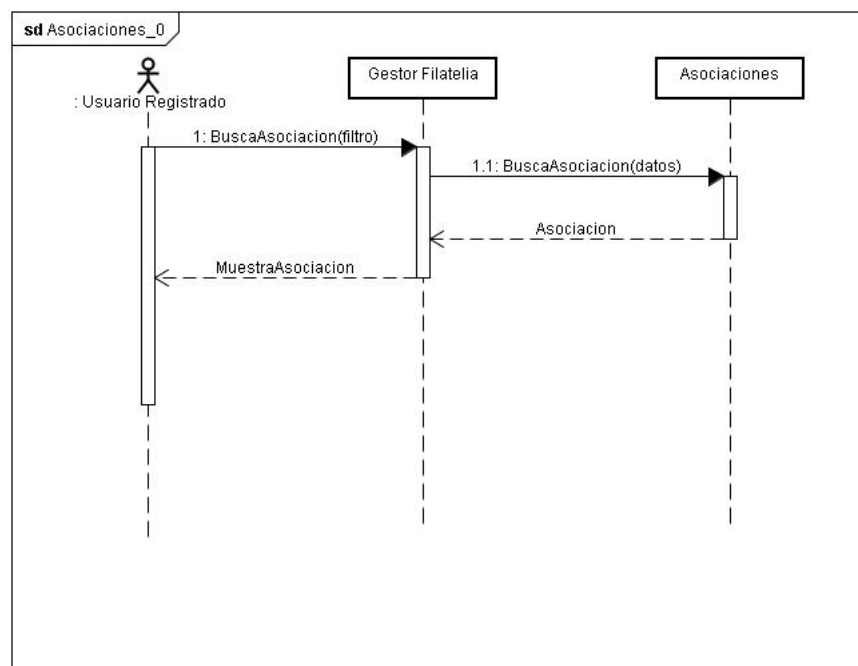 sd Asociaciones_0
: Usuario Registrado
Gestor Filatelia
Asociaciones
1: BuscaAsociacion(filtro)
1.1: BuscaAsociacion(datos)
Asociacion
MuestraAsociacion